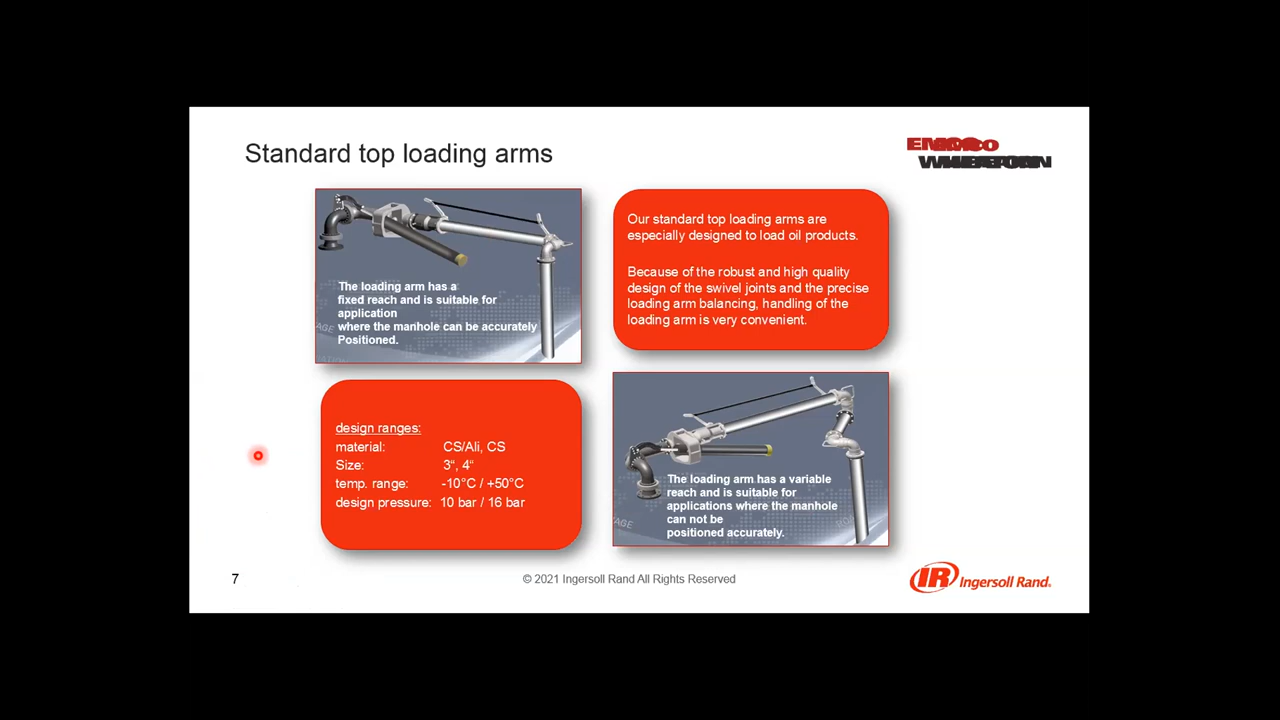 Standard top loading arms
The loading arm has a
fixed reach and is suitable for
application
where the manhole can be accurately
Positioned.
Our standard top loading arms are
especially designed to load oil products.
Because of the robust and high quality
design of the swivel joints and the precise
loading arm balancing, handling of the
loading arm is very convenient.
design ranges:
material: CS/Ali, CS
Size: 3“, 4“
temp. range: -10°C / +50°C
design pressure: 10 bar / 16 bar
The loading arm has a variable
reach and is suitable for
applications where the manhole
can not be
positioned accurately.
7
© 2021 Ingersoll Rand All Rights Reserved
IR Ingersoll Rand®